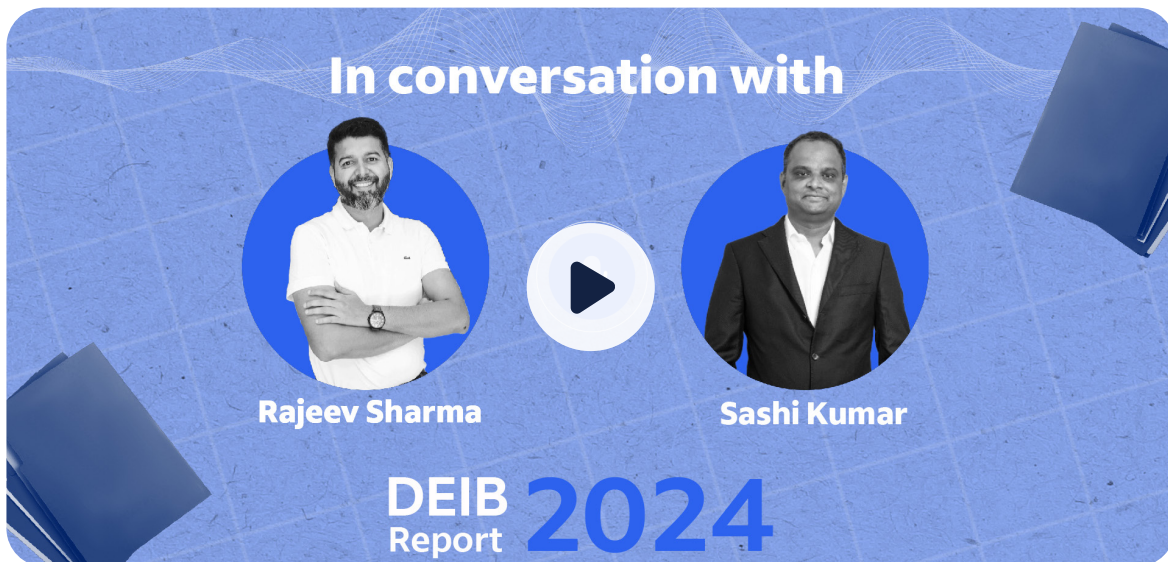 In conversation with
Rajeev Sharma
Sashi Kumar
DEIB
Report
2024